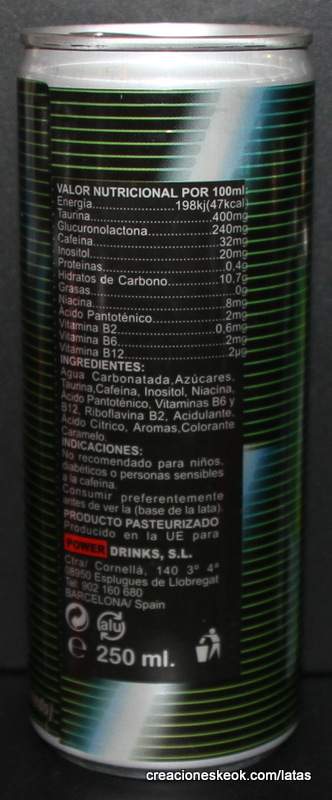 VALOR NUTRICIONAL POR 100ml:
Energía........................198kj(47kcal)
Taurina..................................400mg
Glucuronolactona..................240mg
Cafeína...................................32mg
Inositol....................................20mg
Proteínas................................0,4g
Hidratos de Carbono.............10,7g
Grasas......................................0g
Niacina....................................8mg
Ácido Pantoténico....................2mg
Vitamina B2...........................0,6mg
Vitamina B6..............................2mg
Vitamina B12.............................2µg
INGREDIENTES:
Agua Carbonatada,Azúcares,
Taurina,Cafeína, Inositol, Niacina,
Ácido Pantoténico, Vitaminas B6 y
B12, Riboflavina B2, Acidulante,
Ácido Cítrico, Aromas,Colorante
Caramelo.
INDICACIONES:
No recomendado para niños,
diabéticos o personas sensibles
a la cafeína.
Consumir preferentemente
antes de ver la (base de la lata).
PRODUCTO PASTEURIZADO
Producido en la UE para
POWER DRINKS, S.L.
Ctra/ Cornellá, 140 3º 4ª
08950 Esplugues de Llobregat
Tel. 902 160 680
BARCELONA/ Spain
alu
e 250 ml.
creacioneskeok.com/latas